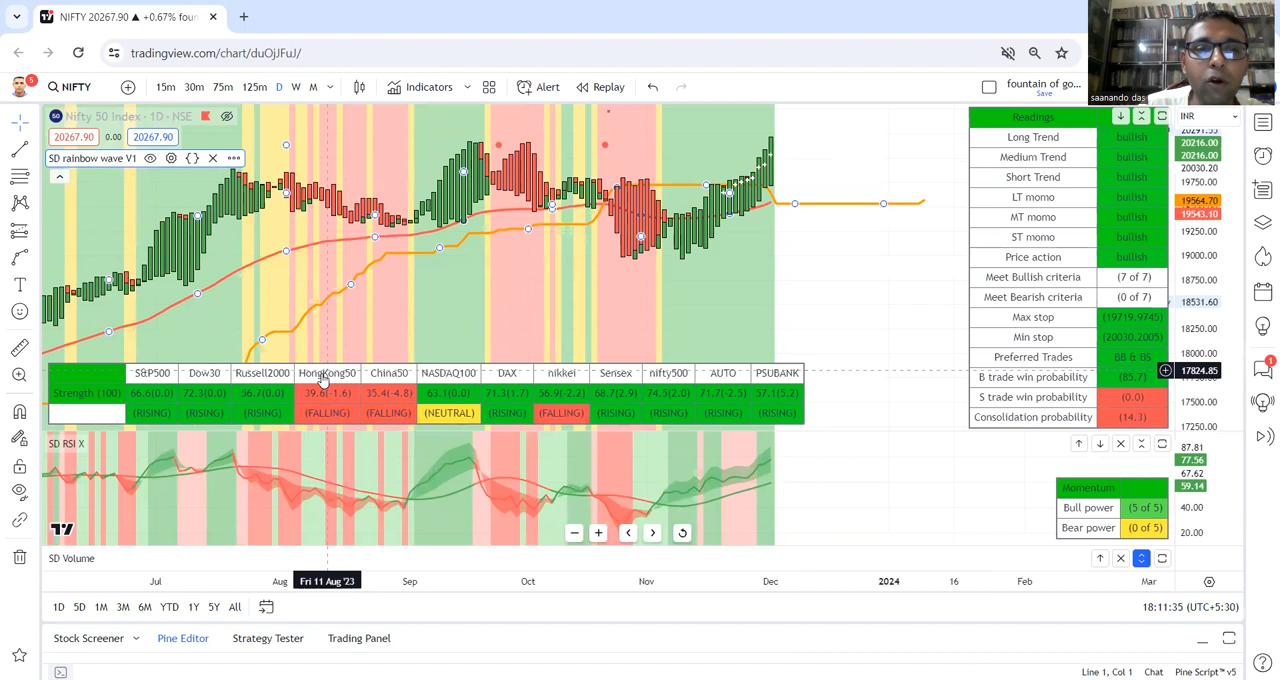 NIFTY 20267.90 ▲ +0.67% foun
tradingview.com/chart/duOjJFuJ/
5
NIFTY
15m 30m 75m 125m D W M
Indicators
Alert
Replay
fountain of go...
Save
saanando das
Nifty 50 Index · 1D · NSE
20267.90 0.00 20267.90
SD rainbow wave V1
INR
Readings
Long Trend bullish
Medium Trend bullish
Short Trend bullish
LT momo bullish
MT momo bullish
ST momo bullish
Price action bullish
Meet Bullish criteria (7 of 7)
Meet Bearish criteria (0 of 7)
Max stop (19719.9745)
Min stop (20030.2005)
Preferred Trades BB & BS
B trade win probability (85.7)
S trade win probability (0.0)
Consolidation probability (14.3)
20291.55
20216.00
20216.00
20030.20
19750.00
19564.70
19543.10
19250.00
19000.00
18750.00
18531.60
18250.00
18000.00
17824.85
17500.00
17250.00
S&P500 Dow30 Russell2000 HongKong50 China50 NASDAQ100 DAX nikkei Sensex nifty500 AUTO PSUBANK
Strength (100) 66.6(0.0) 72.3(0.0) 56.7(0.0) 39.6(-1.6) 35.4(-4.8) 63.1(0.0) 71.3(1.7) 56.9(-2.2) 68.7(2.9) 74.5(2.0) 71.7(-2.5) 57.1(5.2)
(RISING) (RISING) (RISING) (FALLING) (FALLING) (NEUTRAL) (RISING) (FALLING) (RISING) (RISING) (RISING) (RISING)
SD RSI X
87.81
77.56
67.62
59.14
40.00
20.00
Momentum
Bull power (5 of 5)
Bear power (0 of 5)
SD Volume
Jul Aug Fri 11 Aug '23 Sep Oct Nov Dec 2024 16 Feb Mar
1D 5D 1M 3M 6M YTD 1Y 5Y All
18:11:35 (UTC+5:30)
Stock Screener Pine Editor Strategy Tester Trading Panel
Line 1, Col 1 Chat Pine Script™ v5
1